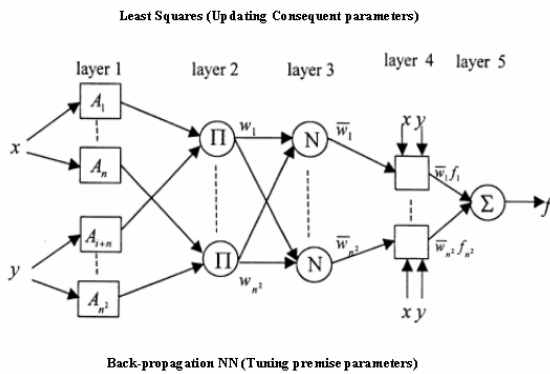 Least Squares (Updating Consequent parameters)
layer 1 layer 2 layer 3 layer 4 layer 5
x y
A₁
Π w₁ N w̅₁
x
Aₙ
w̅₁f₁
Σ f
Aᵢ₊ₙ
w̅ₙ² fₙ²
y
Π N w̅ₙ²
Aₙ²
wₙ²
x y
Back-propagation NN (Tuning premise parameters)